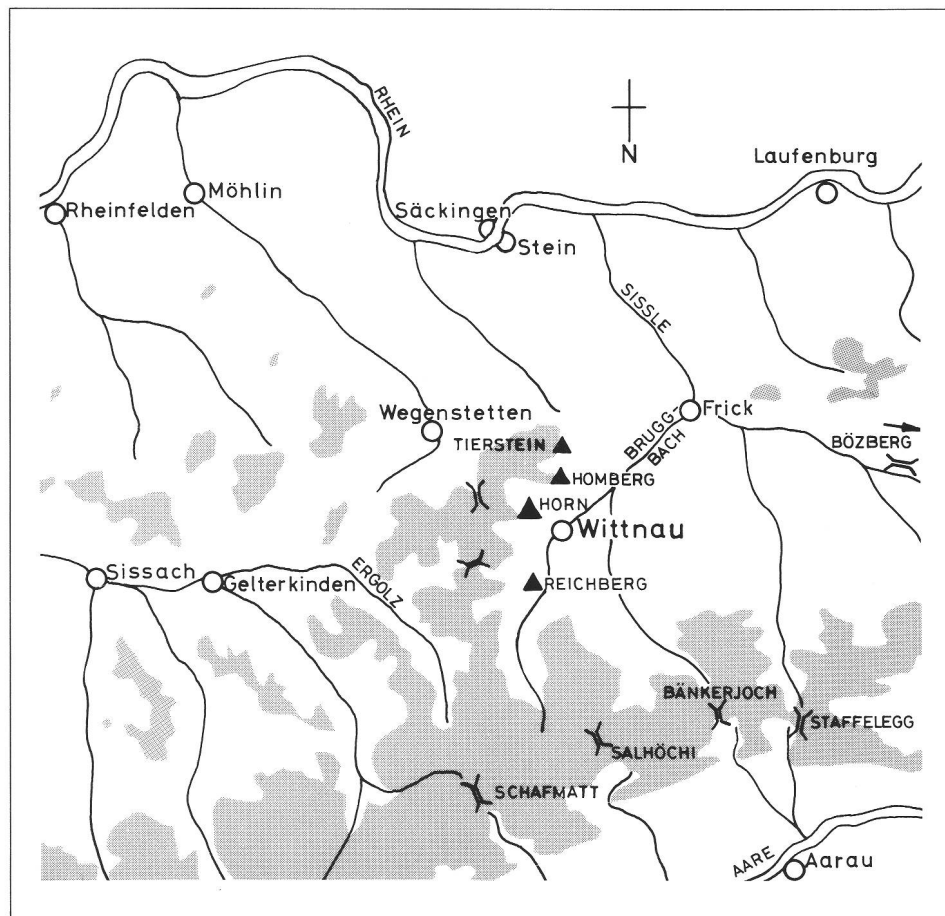 RHEIN
N
Laufenburg
Möhlin
Rheinfelden
Säckingen
Stein
SISSLE
Wegenstetten
Frick
TIERSTEIN
BRUGG-
BACH
BÖZBERG
HOMBERG
HORN
Wittnau
Sissach
Gelterkinden
ERGOLZ
REICHBERG
BÄNKERJOCH
STAFFELEGG
SALHÖCHI
SCHAFMATT
AARE
Aarau